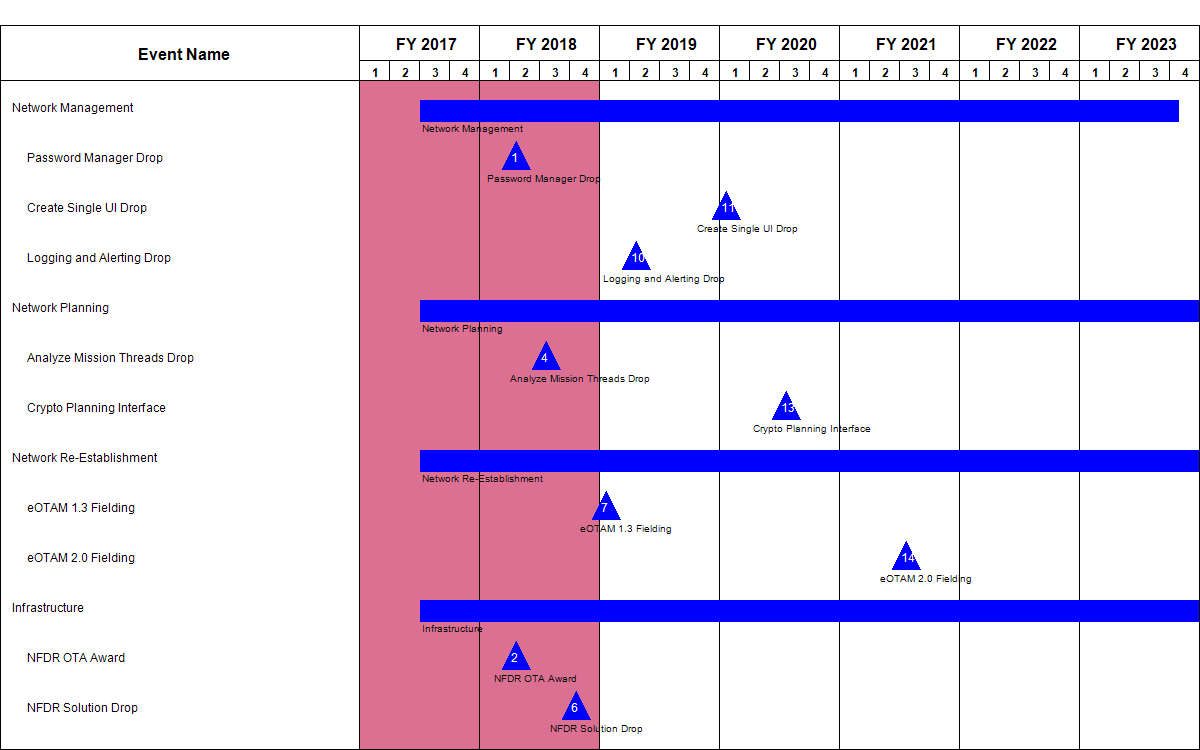 Event Name
FY 2017 FY 2018 FY 2019 FY 2020 FY 2021 FY 2022 FY 2023
1 2 3 4 1 2 3 4 1 2 3 4 1 2 3 4 1 2 3 4 1 2 3 4 1 2 3 4
Network Management
Network Management
Password Manager Drop
1
Password Manager Drop
Create Single UI Drop
11
Create Single UI Drop
Logging and Alerting Drop
10
Logging and Alerting Drop
Network Planning
Network Planning
Analyze Mission Threads Drop
4
Analyze Mission Threads Drop
Crypto Planning Interface
13
Crypto Planning Interface
Network Re-Establishment
Network Re-Establishment
eOTAM 1.3 Fielding
7
eOTAM 1.3 Fielding
eOTAM 2.0 Fielding
14
eOTAM 2.0 Fielding
Infrastructure
Infrastructure
NFDR OTA Award
2
NFDR OTA Award
NFDR Solution Drop
6
NFDR Solution Drop